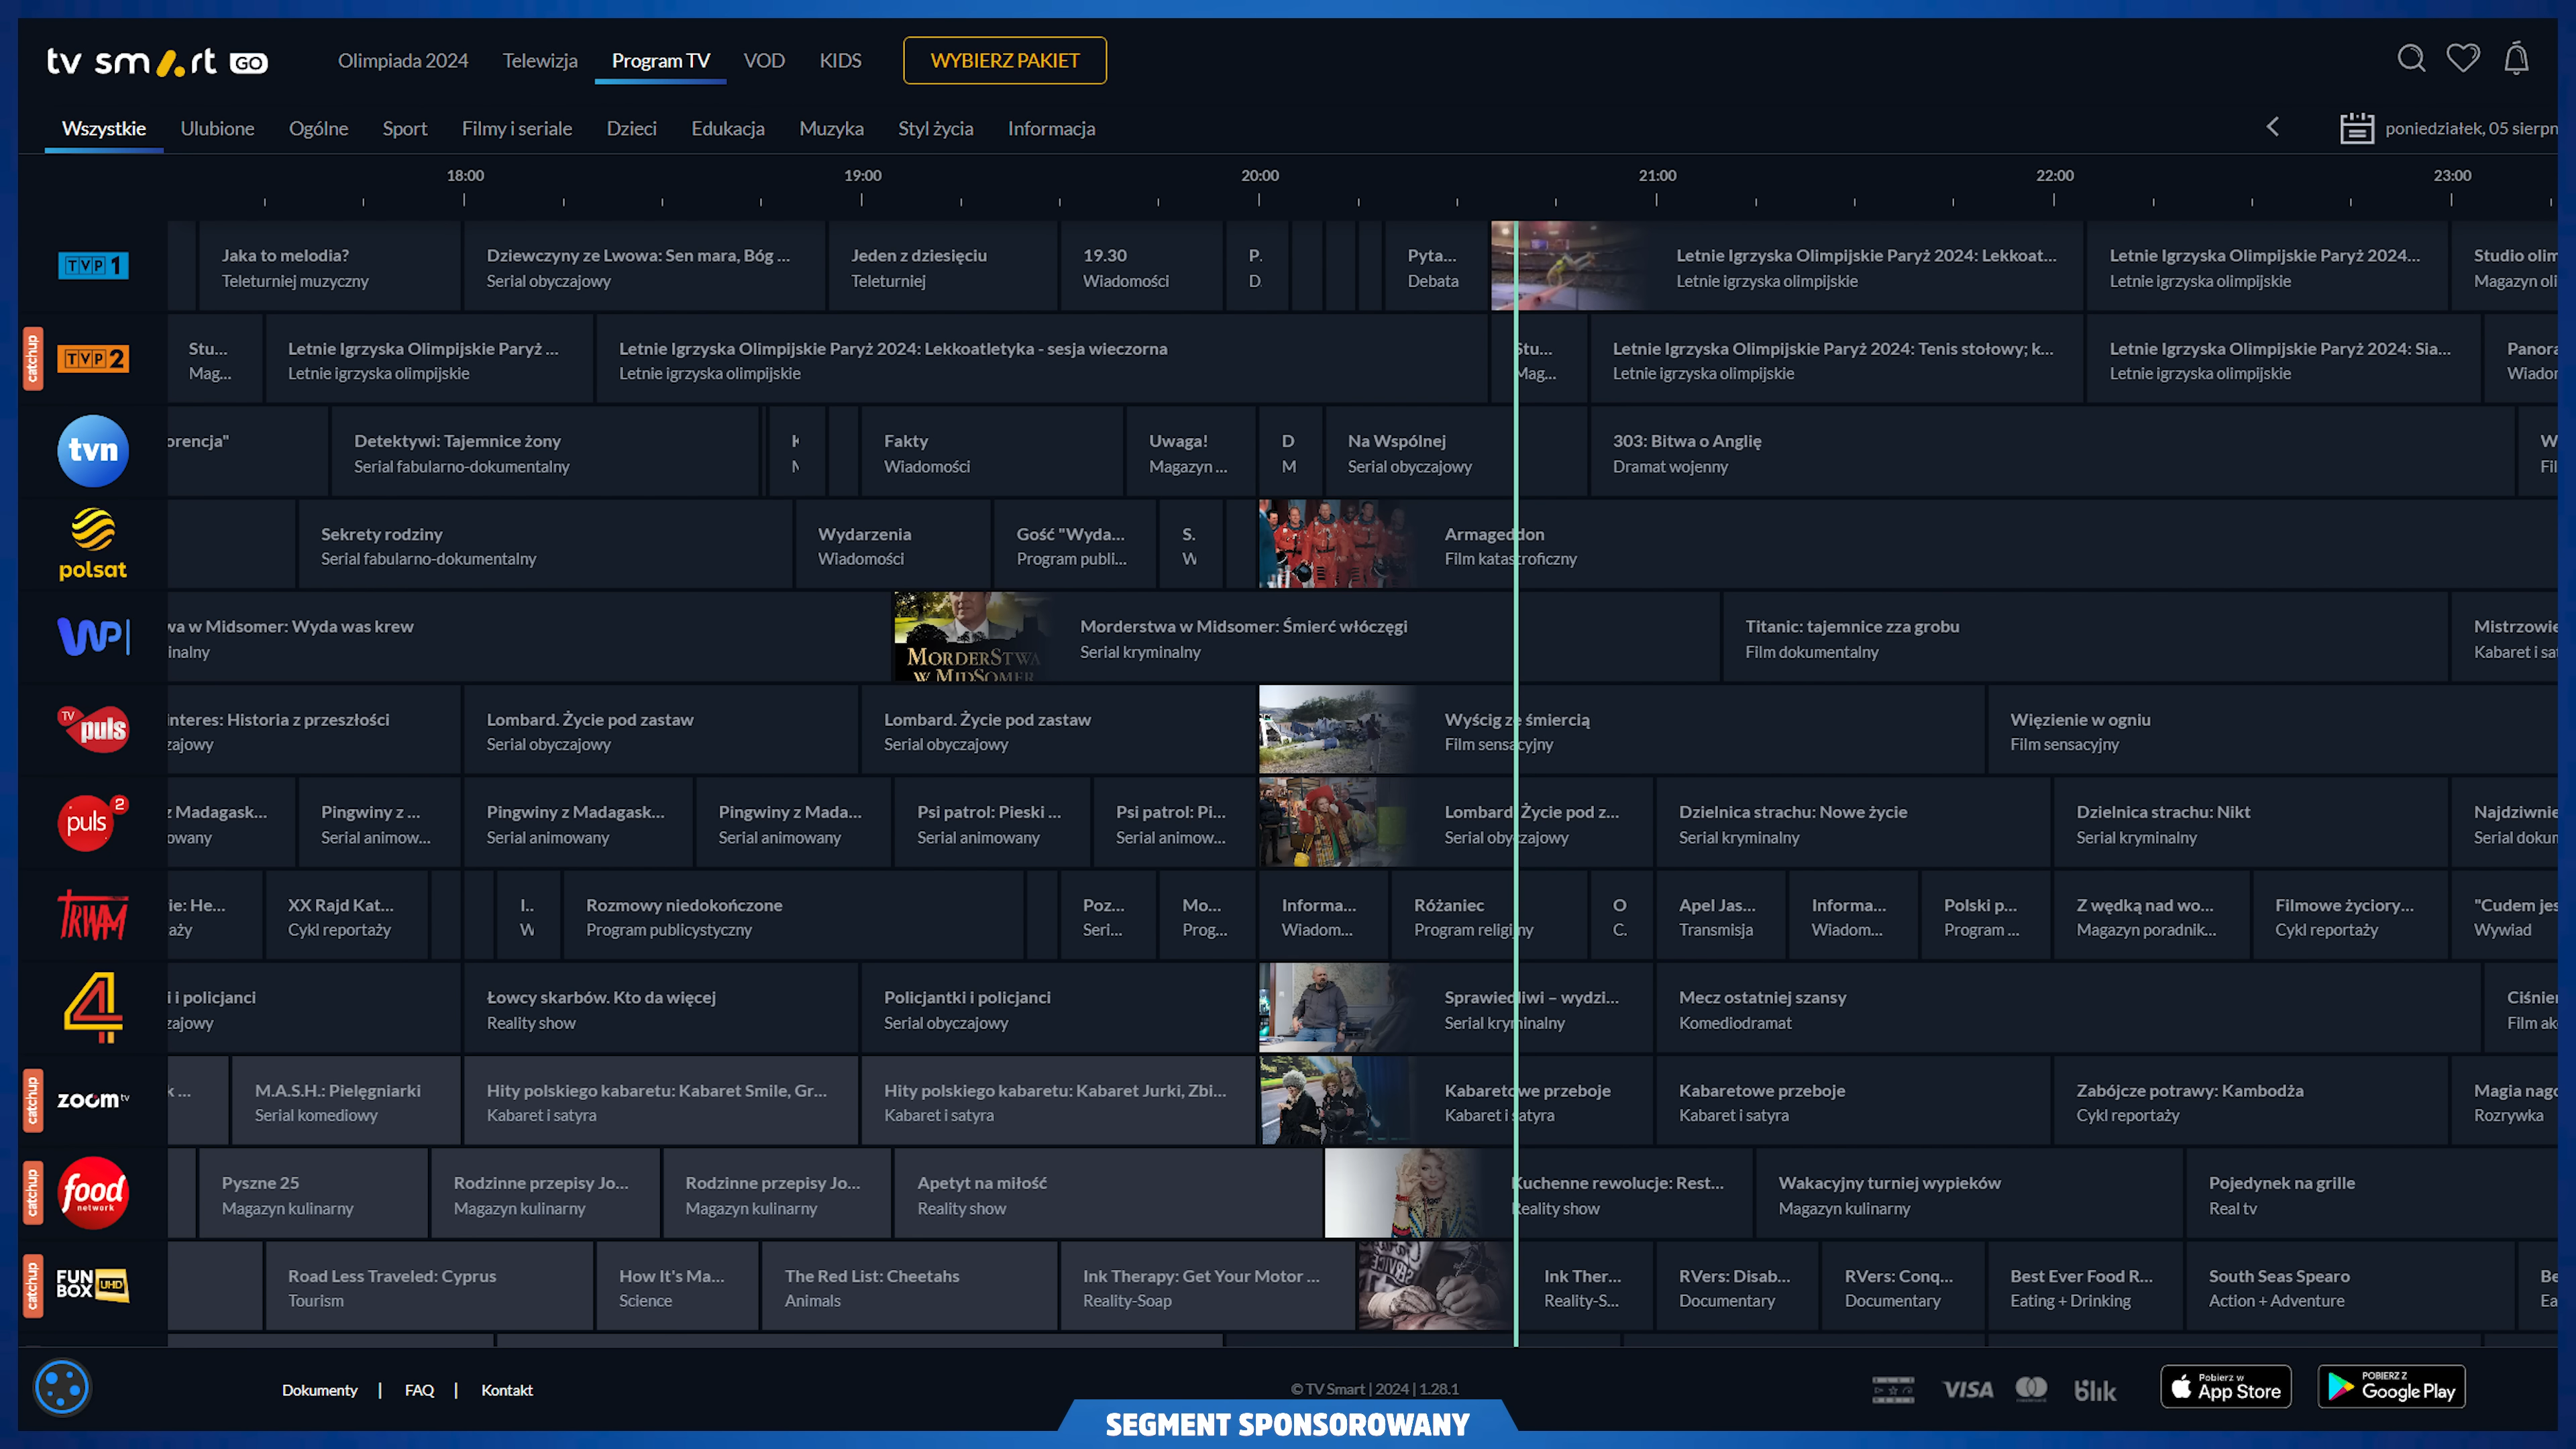 tv smart GO
Olimpiada 2024 Telewizja Program TV VOD KIDS WYBIERZ PAKIET
Wszystkie Ulubione Ogólne Sport Filmy i seriale Dzieci Edukacja Muzyka Styl życia Informacja poniedziałek, 05 sierpn
18:00 19:00 20:00 21:00 22:00 23:00
TVP 1
Jaka to melodia? Dziewczyny ze Lwowa: Sen mara, Bóg ... Jeden z dziesięciu 19.30 P. Pyta... Letnie Igrzyska Olimpijskie Paryż 2024: Lekkoat... Letnie Igrzyska Olimpijskie Paryż 2024... Studio olim
Teleturniej muzyczny Serial obyczajowy Teleturniej Wiadomości D. Debata Letnie igrzyska olimpijskie Letnie igrzyska olimpijskie Magazyn oli
catchup TVP 2
Stu... Letnie Igrzyska Olimpijskie Paryż ... Letnie Igrzyska Olimpijskie Paryż 2024: Lekkoatletyka - sesja wieczorna Stu... Letnie Igrzyska Olimpijskie Paryż 2024: Tenis stołowy; k... Letnie Igrzyska Olimpijskie Paryż 2024: Sia... Panora
Mag... Letnie igrzyska olimpijskie Letnie igrzyska olimpijskie Mag... Letnie igrzyska olimpijskie Letnie igrzyska olimpijskie Wiador
tvn
orencja" Detektywi: Tajemnice żony Fakty Uwaga! D Na Wspólnej 303: Bitwa o Anglię W
Serial fabularno-dokumentalny Wiadomości Magazyn ... M Serial obyczajowy Dramat wojenny Fil
polsat
Sekrety rodziny Wydarzenia Gość "Wyda... S. Armageddon
Serial fabularno-dokumentalny Wiadomości Program publi... W Film katastroficzny
WP
wa w Midsomer: Wyda was krew MORDERSTWA Morderstwa w Midsomer: Śmierć włóczęgi Titanic: tajemnice zza grobu Mistrzowie
inalny W MIDSOMER Serial kryminalny Film dokumentalny Kabaret i sat
TV puls
interes: Historia z przeszłości Lombard. Życie pod zastaw Lombard. Życie pod zastaw Wyścig ze śmiercią Więzienie w ogniu
zajowy Serial obyczajowy Serial obyczajowy Film sensacyjny Film sensacyjny
puls 2
z Madagask... Pingwiny z ... Pingwiny z Madagask... Pingwiny z Mada... Psi patrol: Pieski ... Psi patrol: Pi... Lombard. Życie pod z... Dzielnica strachu: Nowe życie Dzielnica strachu: Nikt Najdziwnie
owany Serial animow... Serial animowany Serial animowany Serial animowany Serial animow... Serial obyczajowy Serial kryminalny Serial kryminalny Serial dokun
TRWAM
ie: He... XX Rajd Kat... I.. Rozmowy niedokończone Poz... Mo... Informa... Różaniec O Apel Jas... Informa... Polski p... Z wędką nad wo... Filmowe życiory... "Cudem jes
aży Cykl reportaży W Program publicystyczny Seri... Prog... Wiadom... Program religijny C. Transmisja Wiadom... Program ... Magazyn poradnik... Cykl reportaży Wywiad
4
i i policjanci Łowcy skarbów. Kto da więcej Policjantki i policjanci Sprawiedliwi – wydzi... Mecz ostatniej szansy Ciśnier
zajowy Reality show Serial obyczajowy Serial kryminalny Komediodramat Film ak
catchup zoom tv
k ... M.A.S.H.: Pielęgniarki Hity polskiego kabaretu: Kabaret Smile, Gr... Hity polskiego kabaretu: Kabaret Jurki, Zbi... Kabaretowe przeboje Kabaretowe przeboje Zabójcze potrawy: Kambodża Magia nago
Serial komediowy Kabaret i satyra Kabaret i satyra Kabaret i satyra Kabaret i satyra Cykl reportaży Rozrywka
catchup food network
Pyszne 25 Rodzinne przepisy Jo... Rodzinne przepisy Jo... Apetyt na miłość Kuchenne rewolucje: Rest... Wakacyjny turniej wypieków Pojedynek na grille
Magazyn kulinarny Magazyn kulinarny Magazyn kulinarny Reality show Reality show Magazyn kulinarny Real tv
catchup FUN BOX UHD
Road Less Traveled: Cyprus How It's Ma... The Red List: Cheetahs Ink Therapy: Get Your Motor ... Ink Ther... RVers: Disab... RVers: Conq... Best Ever Food R... South Seas Spearo Be
Tourism Science Animals Reality-Soap Reality-S... Documentary Documentary Eating + Drinking Action + Adventure Ea
Dokumenty | FAQ | Kontakt © TV Smart | 2024 | 1.28.1 VISA blik Pobierz w App Store POBIERZ Z Google Play
SEGMENT SPONSOROWANY